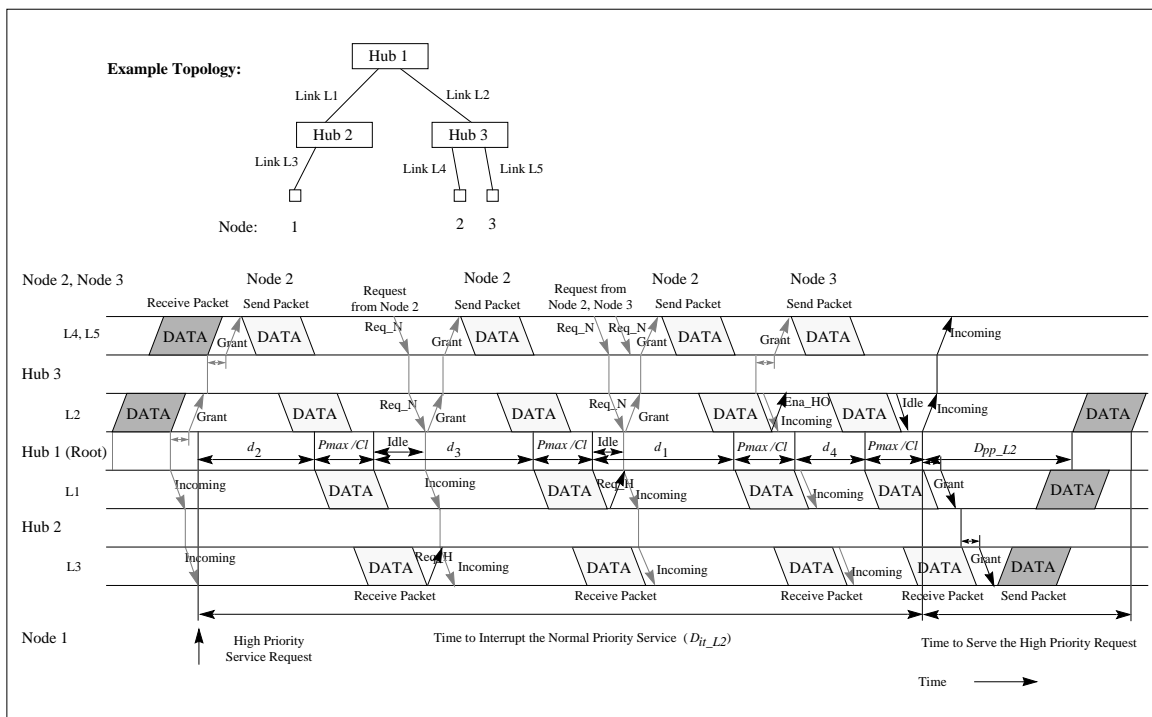 Example Topology:
Hub 1
Link L1
Link L2
Hub 2
Hub 3
Link L3
Link L4
Link L5
Node:
1
2
3
Node 2, Node 3
Node 2
Node 2
Node 2
Node 3
Receive Packet
Send Packet
Request
from Node 2
Send Packet
Request from
Node 2, Node 3
Send Packet
Send Packet
L4, L5
DATA
Grant
DATA
Req_N
Grant
DATA
Req_N
Req_N
Grant
DATA
Grant
DATA
Incoming
Hub 3
L2
DATA
Grant
DATA
Req_N
Grant
DATA
Req_N
Grant
DATA
Ena_HO
Incoming
DATA
Idle
Incoming
DATA
Hub 1 (Root)
d2
Pmax /Cl
Idle
d3
Pmax /Cl
Idle
d1
Pmax /Cl
d4
Pmax /Cl
Dpp_L2
L1
Incoming
DATA
Incoming
DATA
Req_H
Incoming
DATA
Incoming
DATA
Grant
DATA
Hub 2
L3
Incoming
DATA
Req_H
Incoming
DATA
Incoming
DATA
Incoming
DATA
Grant
DATA
Receive Packet
Receive Packet
Receive Packet
Receive Packet
Send Packet
Node 1
High Priority
Service Request
Time to Interrupt the Normal Priority Service (Dit_L2)
Time to Serve the High Priority Request
Time